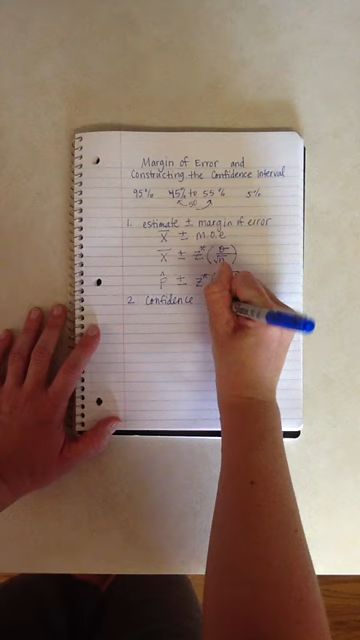 Margin of Error and
Constructing the Confidence Interval
95% 45% to 55% 5%
50
1. estimate ± margin of error
x̄ ± m.o.e
x̄ ± z* (σ/√n)
p̂ ± z*
2. Confidence